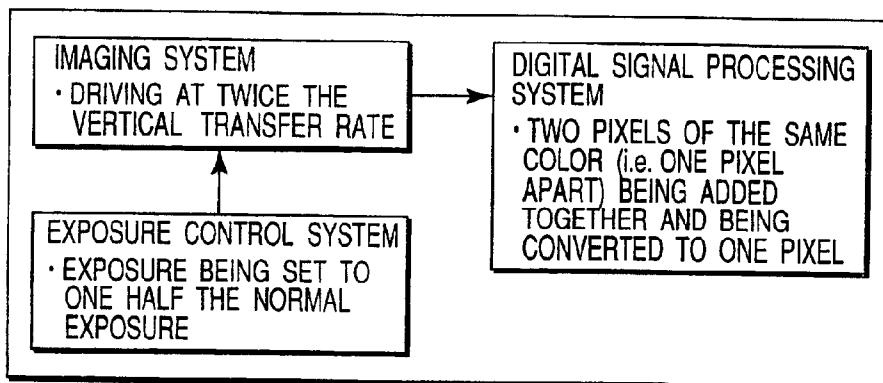 IMAGING SYSTEM
· DRIVING AT TWICE THE
VERTICAL TRANSFER RATE
EXPOSURE CONTROL SYSTEM
· EXPOSURE BEING SET TO
ONE HALF THE NORMAL
EXPOSURE
DIGITAL SIGNAL PROCESSING
SYSTEM
· TWO PIXELS OF THE SAME
COLOR (i.e. ONE PIXEL
APART) BEING ADDED
TOGETHER AND BEING
CONVERTED TO ONE PIXEL